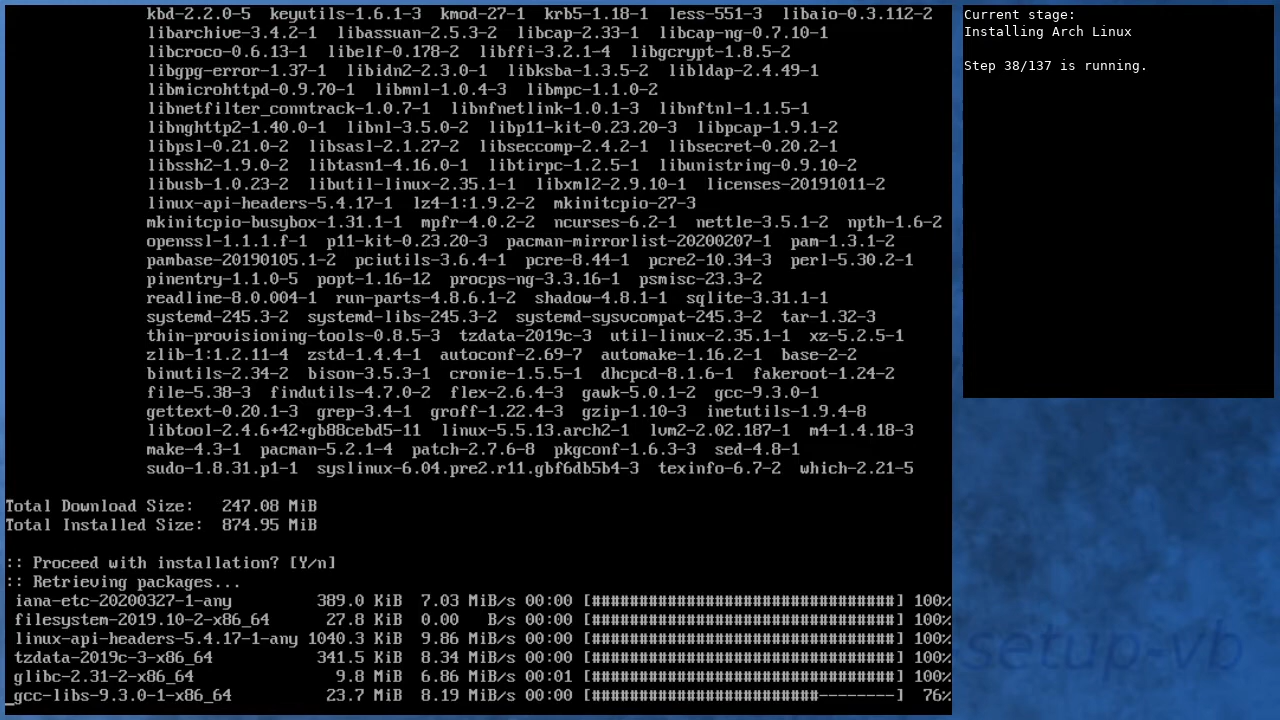 kbd-2.2.0-5 keyutils-1.6.1-3 kmod-27-1 krb5-1.18-1 less-551-3 libaio-0.3.112-2
libarchive-3.4.2-1 libassuan-2.5.3-2 libcap-2.33-1 libcap-ng-0.7.10-1
libcroco-0.6.13-1 libelf-0.178-2 libffi-3.2.1-4 libgcrypt-1.8.5-2
libgpg-error-1.37-1 libidn2-2.3.0-1 libksba-1.3.5-2 libldap-2.4.49-1
libmicrohttpd-0.9.70-1 libmnl-1.0.4-3 libmpc-1.1.0-2
libnetfilter_conntrack-1.0.7-1 libnfnetlink-1.0.1-3 libnftnl-1.1.5-1
libnghttp2-1.40.0-1 libnl-3.5.0-2 libp11-kit-0.23.20-3 libpcap-1.9.1-2
libpsl-0.21.0-2 libsasl-2.1.27-2 libseccomp-2.4.2-1 libsecret-0.20.2-1
libssh2-1.9.0-2 libtasn1-4.16.0-1 libtirpc-1.2.5-1 libunistring-0.9.10-2
libusb-1.0.23-2 libutil-linux-2.35.1-1 libxml2-2.9.10-1 licenses-20191011-2
linux-api-headers-5.4.17-1 lz4-1:1.9.2-2 mkinitcpio-27-3
mkinitcpio-busybox-1.31.1-1 mpfr-4.0.2-2 ncurses-6.2-1 nettle-3.5.1-2 npth-1.6-2
openssl-1.1.1.f-1 p11-kit-0.23.20-3 pacman-mirrorlist-20200207-1 pam-1.3.1-2
pambase-20190105.1-2 pciutils-3.6.4-1 pcre-8.44-1 pcre2-10.34-3 perl-5.30.2-1
pinentry-1.1.0-5 popt-1.16-12 procps-ng-3.3.16-1 psmisc-23.3-2
readline-8.0.004-1 run-parts-4.8.6.1-2 shadow-4.8.1-1 sqlite-3.31.1-1
systemd-245.3-2 systemd-libs-245.3-2 systemd-sysvcompat-245.3-2 tar-1.32-3
thin-provisioning-tools-0.8.5-3 tzdata-2019c-3 util-linux-2.35.1-1 xz-5.2.5-1
zlib-1:1.2.11-4 zstd-1.4.4-1 autoconf-2.69-7 automake-1.16.2-1 base-2-2
binutils-2.34-2 bison-3.5.3-1 cronie-1.5.5-1 dhcpcd-8.1.6-1 fakeroot-1.24-2
file-5.38-3 findutils-4.7.0-2 flex-2.6.4-3 gawk-5.0.1-2 gcc-9.3.0-1
gettext-0.20.1-3 grep-3.4-1 groff-1.22.4-3 gzip-1.10-3 inetutils-1.9.4-8
libtool-2.4.6+42+gb88cebd5-11 linux-5.5.13.arch2-1 lvm2-2.02.187-1 m4-1.4.18-3
make-4.3-1 pacman-5.2.1-4 patch-2.7.6-8 pkgconf-1.6.3-3 sed-4.8-1
sudo-1.8.31.p1-1 syslinux-6.04.pre2.r11.gbf6db5b4-3 texinfo-6.7-2 which-2.21-5
Total Download Size: 247.08 MiB
Total Installed Size: 874.95 MiB
:: Proceed with installation? [Y/n]
:: Retrieving packages...
iana-etc-20200327-1-any 389.0 KiB 7.03 MiB/s 00:00 [################################] 100%
filesystem-2019.10-2-x86_64 27.8 KiB 0.00 B/s 00:00 [################################] 100%
linux-api-headers-5.4.17-1-any 1040.3 KiB 9.86 MiB/s 00:00 [################################] 100%
tzdata-2019c-3-x86_64 341.5 KiB 8.34 MiB/s 00:00 [################################] 100%
glibc-2.31-2-x86_64 9.8 MiB 6.86 MiB/s 00:01 [################################] 100%
_gcc-libs-9.3.0-1-x86_64 23.7 MiB 8.19 MiB/s 00:00 [########################--------] 76%
Current stage:
Installing Arch Linux
Step 38/137 is running.
setup-vb